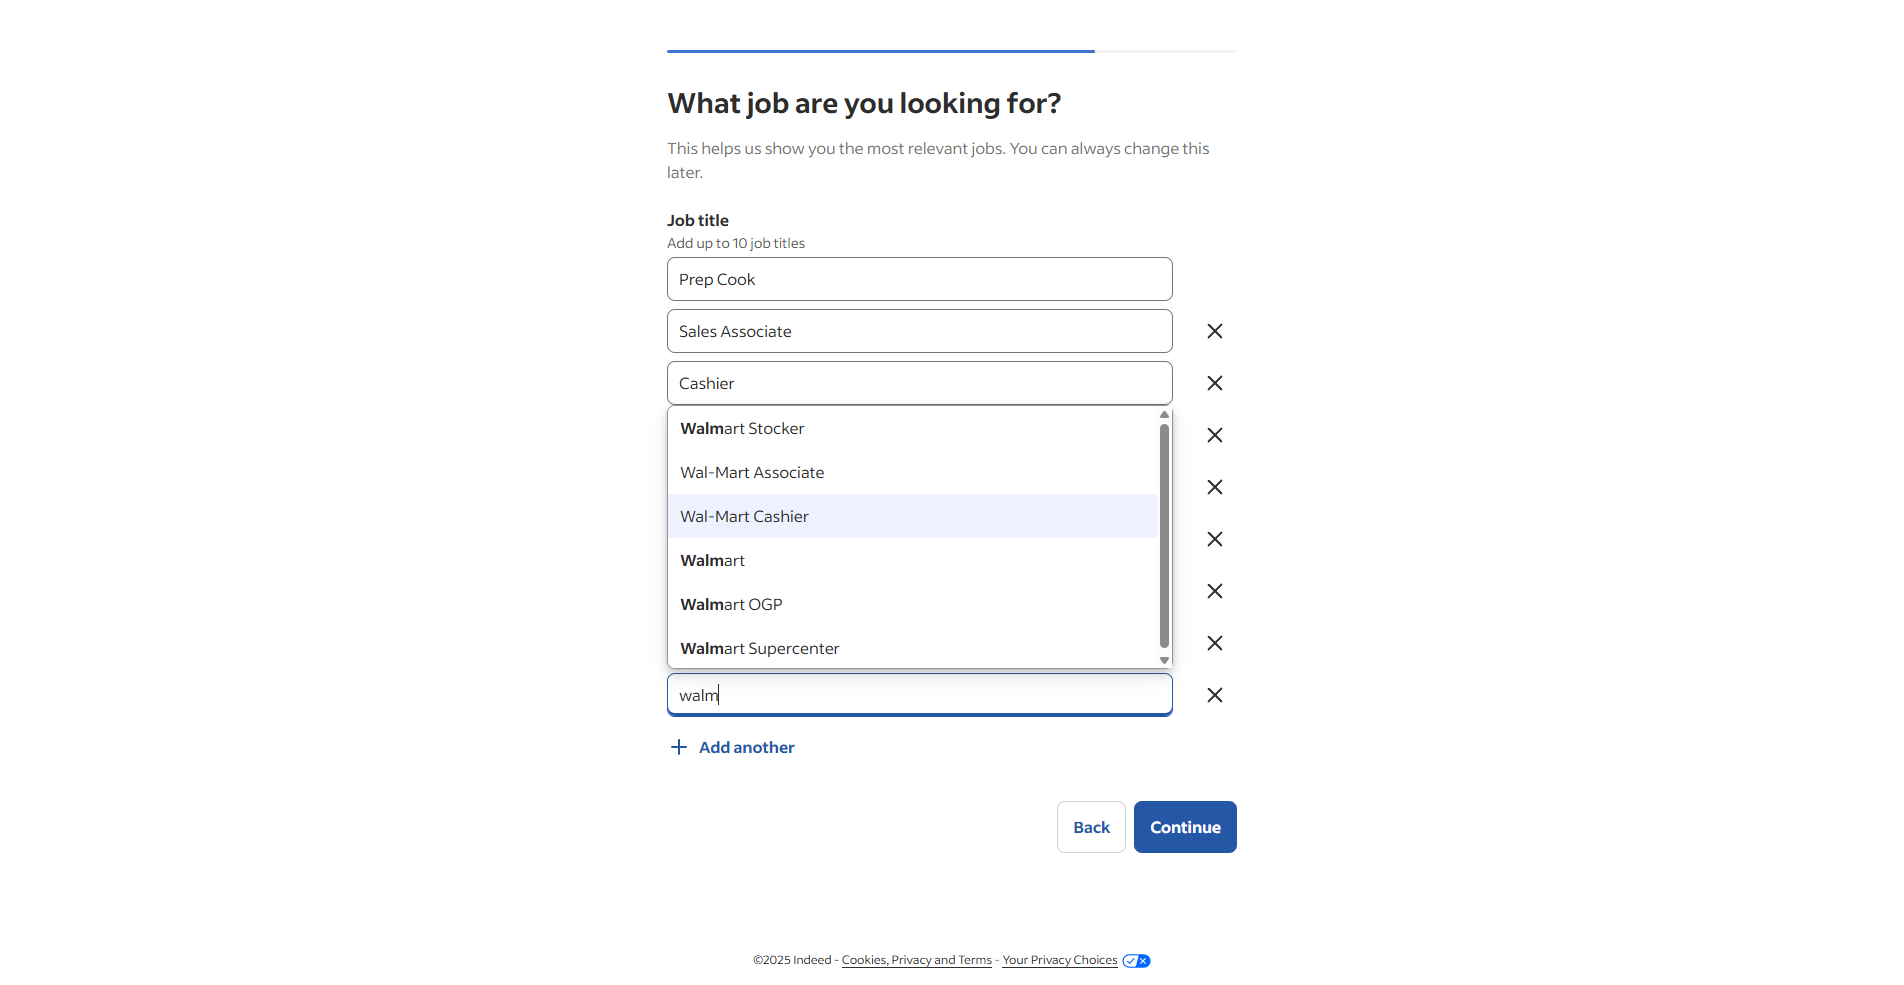 What job are you looking for?
This helps us show you the most relevant jobs. You can always change this
later.
Job title
Add up to 10 job titles
Prep Cook
Sales Associate
Cashier
Walmart Stocker
Wal-Mart Associate
Wal-Mart Cashier
Walmart
Walmart OGP
Walmart Supercenter
walm
Add another
Back
Continue
©2025 Indeed - Cookies, Privacy and Terms - Your Privacy Choices